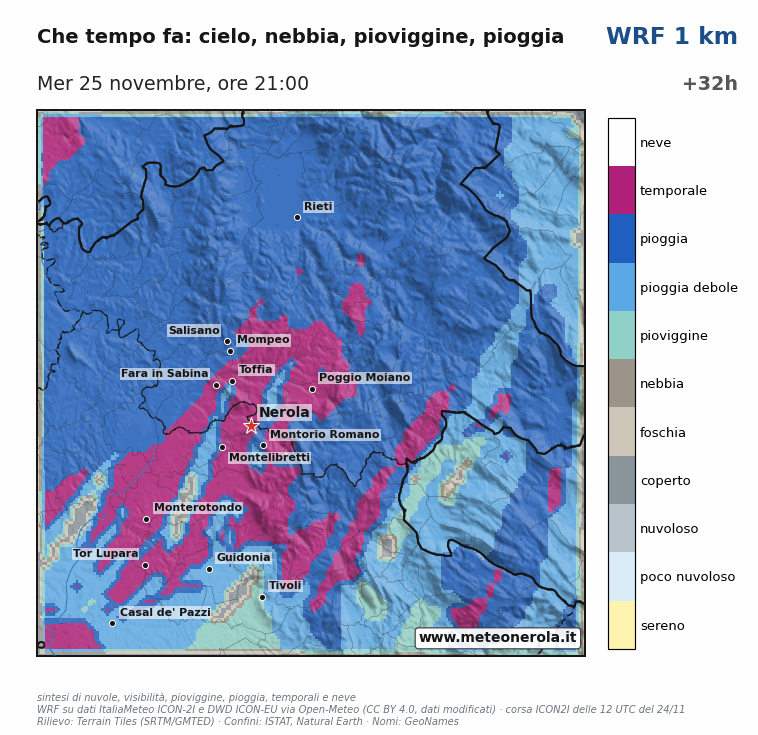 Che tempo fa: cielo, nebbia, pioviggine, pioggia
WRF 1 km
Mer 25 novembre, ore 21:00
+32h
neve
temporale
pioggia
pioggia debole
pioviggine
nebbia
foschia
coperto
nuvoloso
poco nuvoloso
sereno
Rieti
Salisano
Mompeo
Fara in Sabina
Toffia
Poggio Moiano
Nerola
Montorio Romano
Montelibretti
Monterotondo
Tor Lupara
Guidonia
Tivoli
Casal de' Pazzi
www.meteonerola.it
sintesi di nuvole, visibilità, pioviggine, pioggia, temporali e neve
WRF su dati ItaliaMeteo ICON-2I e DWD ICON-EU via Open-Meteo (CC BY 4.0, dati modificati) · corsa ICON2I delle 12 UTC del 24/11
Rilievo: Terrain Tiles (SRTM/GMTED) · Confini: ISTAT, Natural Earth · Nomi: GeoNames